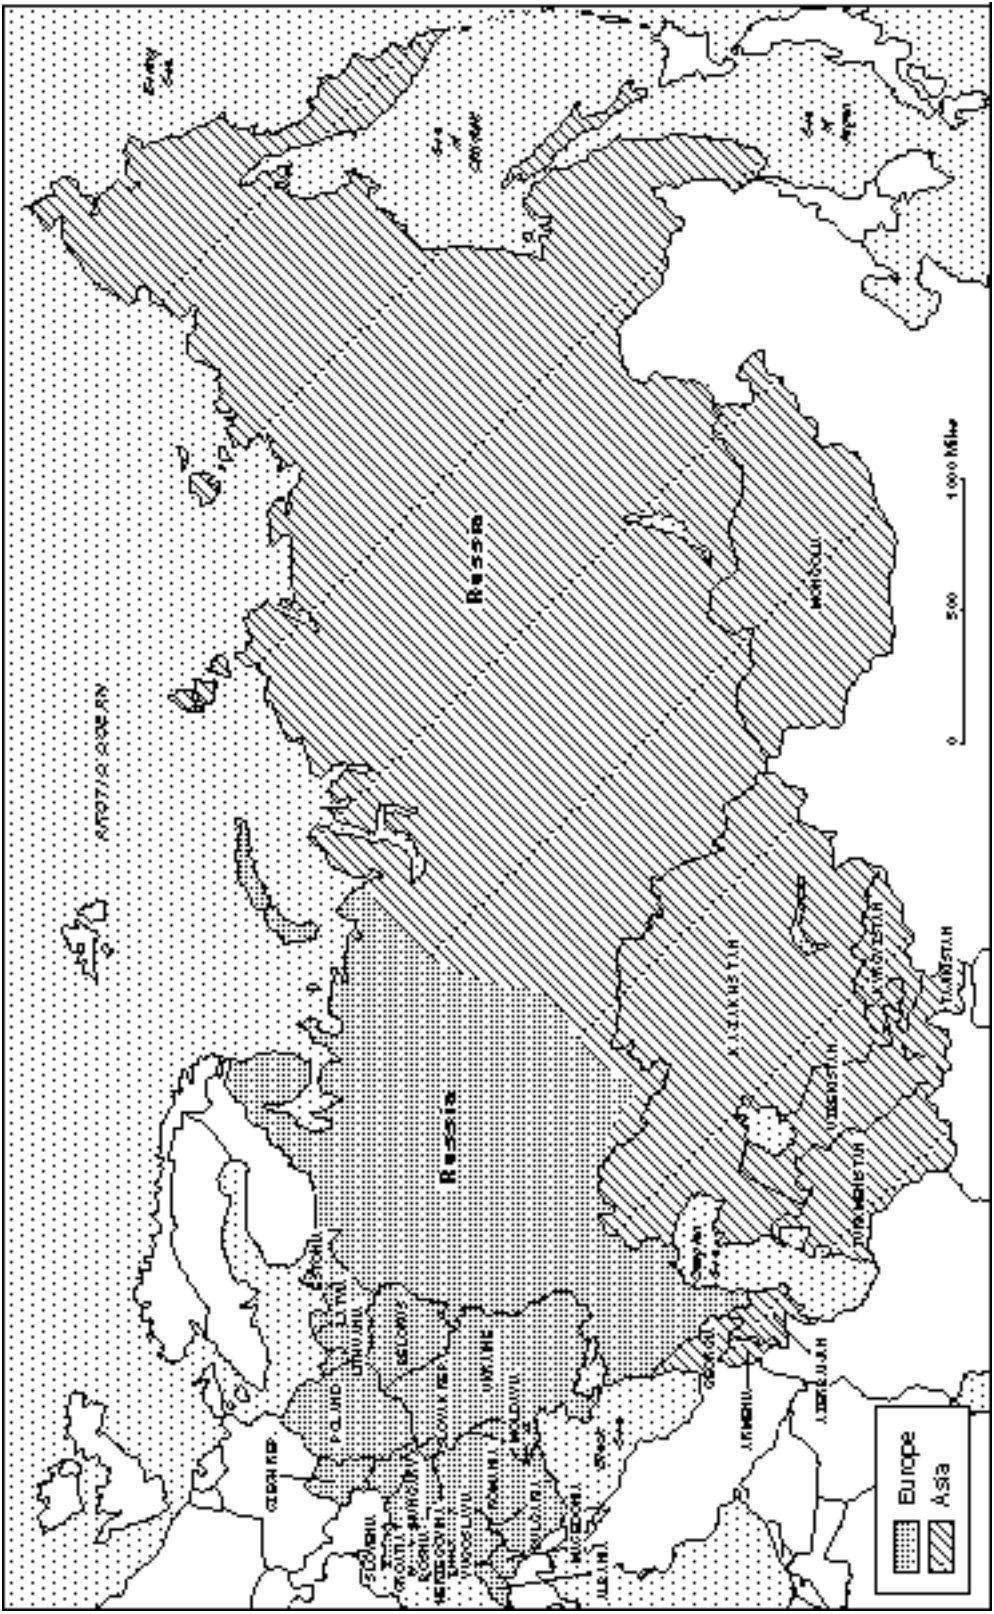 Bering
Sea
Sea
of
Okhotsk
Sea
of
Japan
ARCTIC OCEAN
Russia
Russia
MONGOLIA
KAZAKHSTAN
KYRGYZSTAN
TAJIKISTAN
UZBEKISTAN
TURKMENISTAN
Caspian
Sea
ESTONIA
LATVIA
LITHUANIA
BELORUS
POLAND
UKRAINE
CZECH REP
SLOVAK REP
MOLDOVA
GEORGIA
ARMENIA
AZERBAIJAN
Black
Sea
SLOVENIA
CROATIA
BOSNIA
HERZEGOVINA
YUGOSLAVIA
HUNGARY
ROMANIA
BULGARIA
MACEDONIA
ALBANIA
0 500 1000 Miles
Europe
Asia